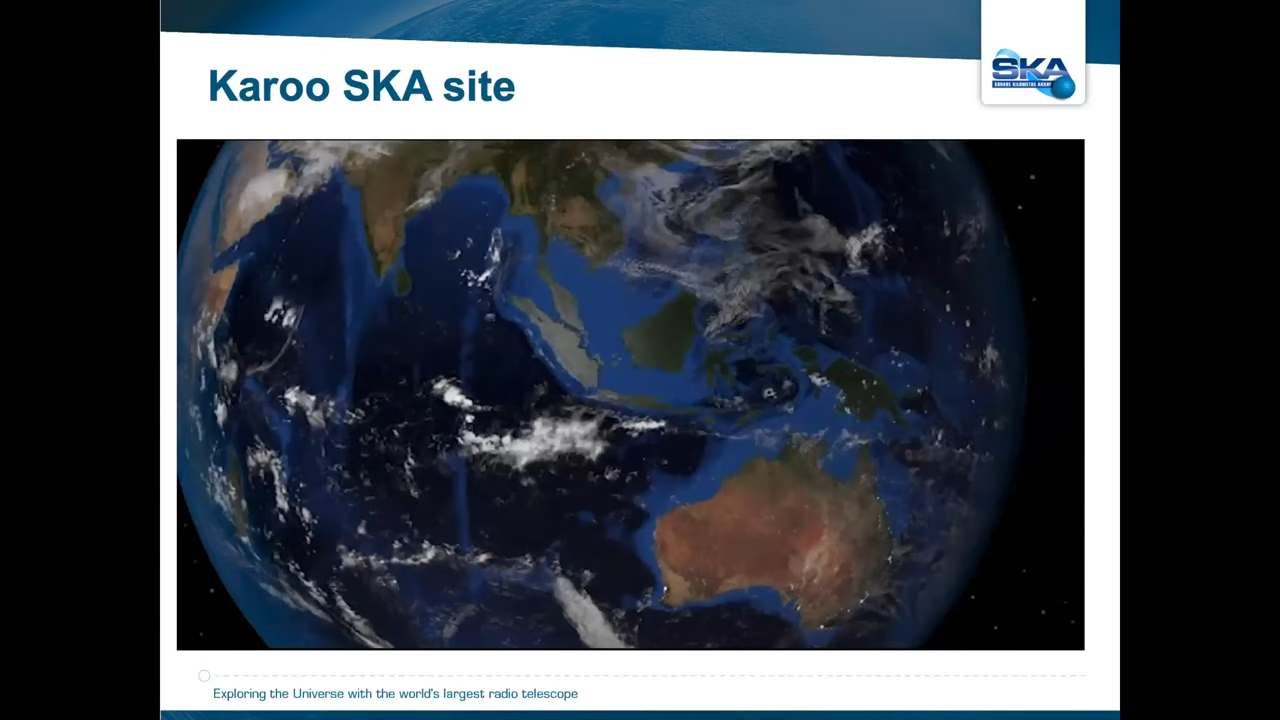 Karoo SKA site
SKA
SQUARE KILOMETRE ARRAY
Exploring the Universe with the world's largest radio telescope